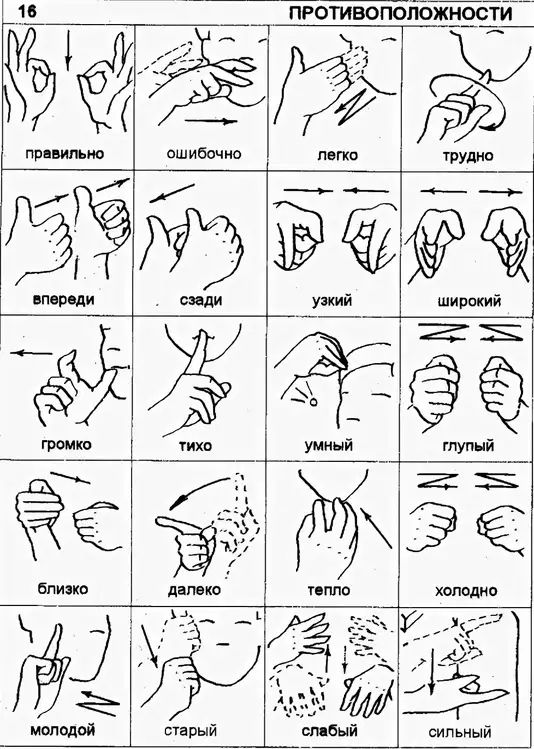 16 ПРОТИВОПОЛОЖНОСТИ
правильно ошибочно легко трудно
впереди сзади узкий широкий
громко тихо умный глупый
близко далеко тепло холодно
молодой старый слабый сильный